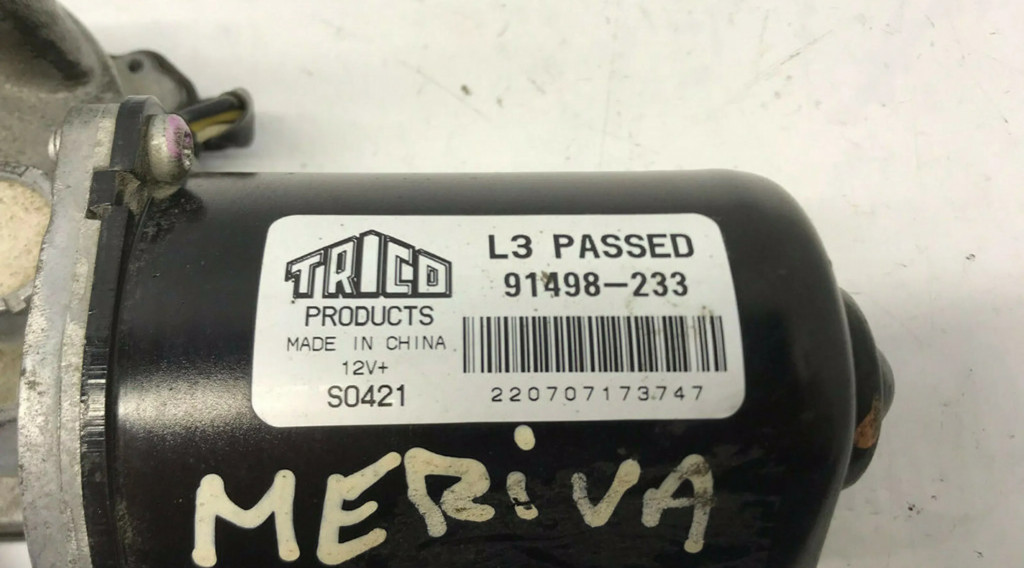 TRICO
PRODUCTS
MADE IN CHINA
12V+
S0421
L3 PASSED
91498-233
220707173747
MERiVA